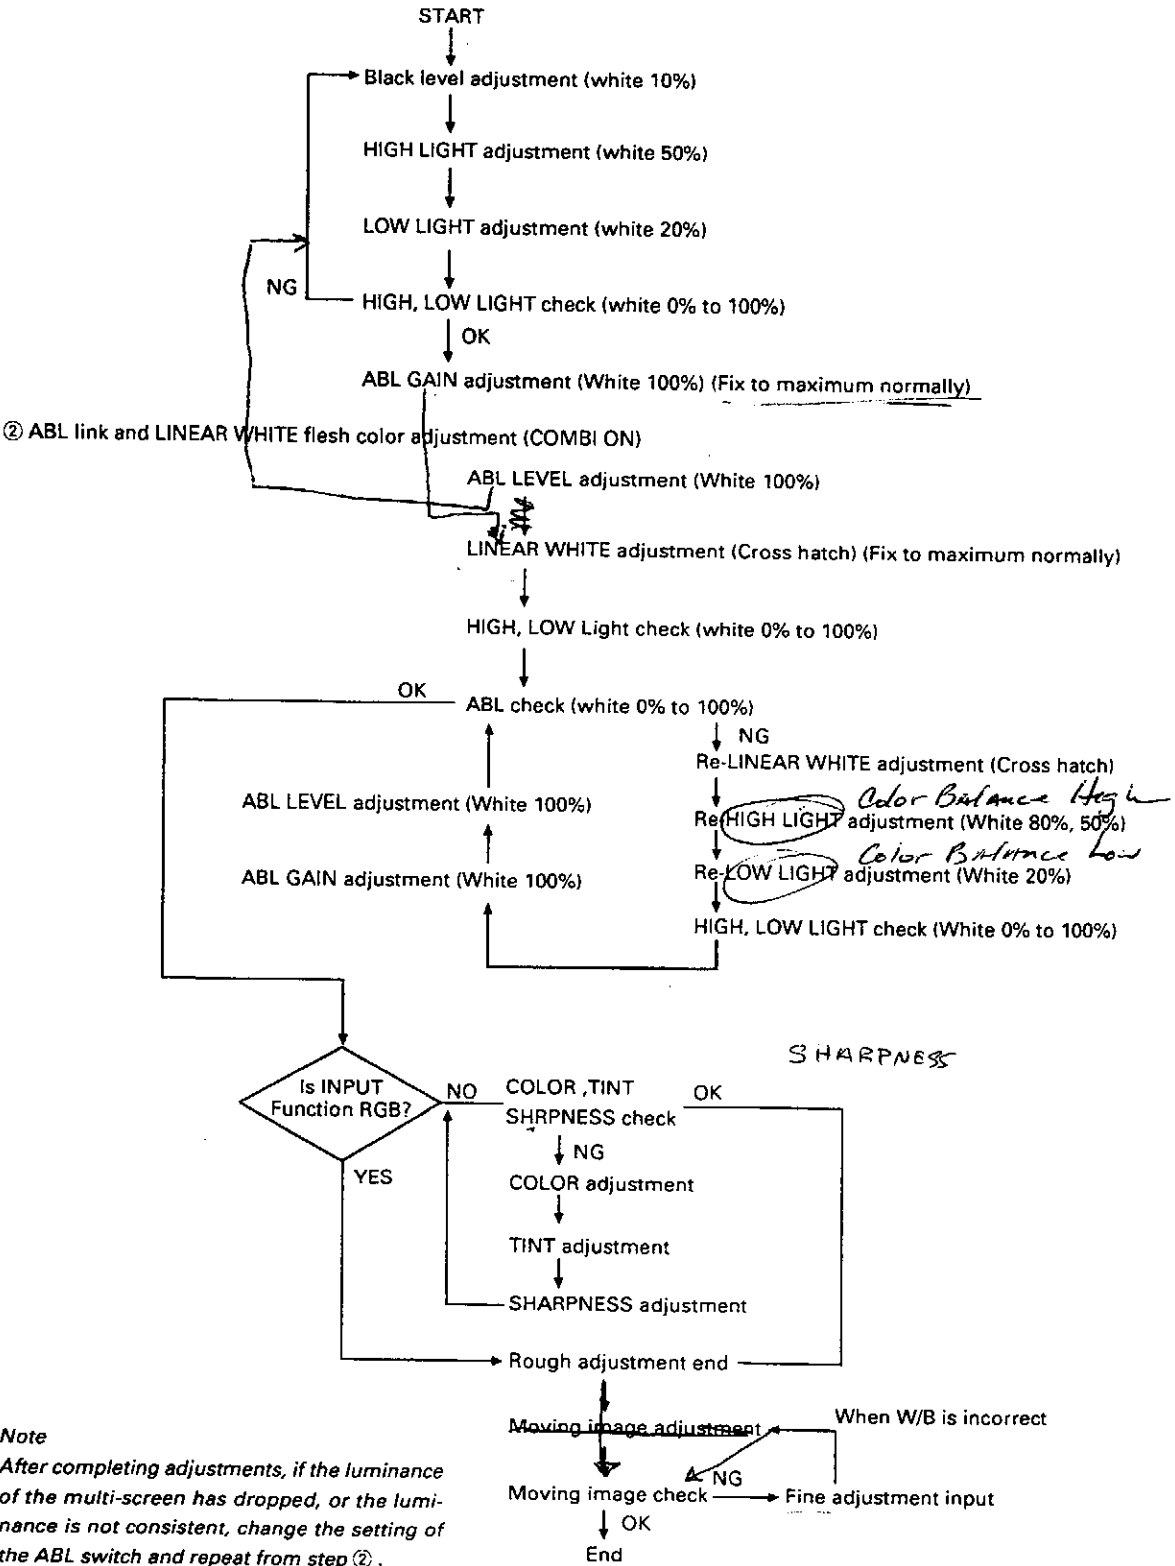 START
Black level adjustment (white 10%)
HIGH LIGHT adjustment (white 50%)
LOW LIGHT adjustment (white 20%)
NG
HIGH, LOW LIGHT check (white 0% to 100%)
OK
ABL GAIN adjustment (White 100%) (Fix to maximum normally)
② ABL link and LINEAR WHITE flesh color adjustment (COMBI ON)
ABL LEVEL adjustment (White 100%)
LINEAR WHITE adjustment (Cross hatch) (Fix to maximum normally)
HIGH, LOW Light check (white 0% to 100%)
OK
ABL check (white 0% to 100%)
NG
Re-LINEAR WHITE adjustment (Cross hatch)
Color Balance High
ABL LEVEL adjustment (White 100%)
Re-HIGH LIGHT adjustment (White 80%, 50%)
Color Balance Low
ABL GAIN adjustment (White 100%)
Re-LOW LIGHT adjustment (White 20%)
HIGH, LOW LIGHT check (White 0% to 100%)
SHARPNESS
Is INPUT
Function RGB?
NO
COLOR ,TINT
SHRPNESS check
OK
NG
YES
COLOR adjustment
TINT adjustment
SHARPNESS adjustment
Rough adjustment end
Moving image adjustment
When W/B is incorrect
NG
Moving image check
Fine adjustment input
OK
End
Note
After completing adjustments, if the luminance
of the multi-screen has dropped, or the lumi-
nance is not consistent, change the setting of
the ABL switch and repeat from step ②.